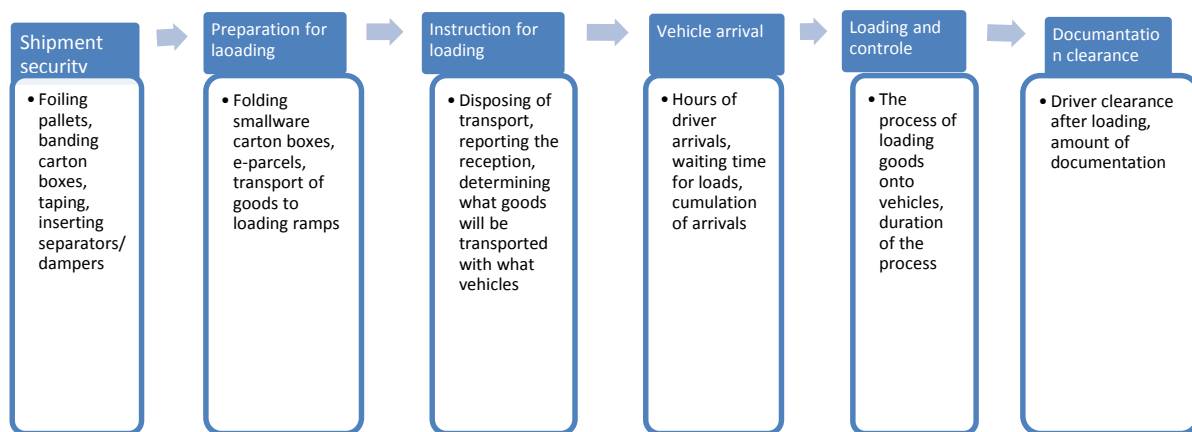 Shipment
security
• Foiling
pallets,
banding
carton
boxes,
taping,
inserting
separators/
dampers
Preparation for
laoading
• Folding
smallware
carton boxes,
e-parcels,
transport of
goods to
loading ramps
Instruction for
loading
• Disposing of
transport,
reporting the
reception,
determining
what goods
will be
transported
with what
vehicles
Vehicle arrival
• Hours of
driver
arrivals,
waiting time
for loads,
cumulation
of arrivals
Loading and
controle
• The
process of
loading
goods
onto
vehicles,
duration of
the
process
Documantatio
n clearance
• Driver clearance
after loading,
amount of
documentation